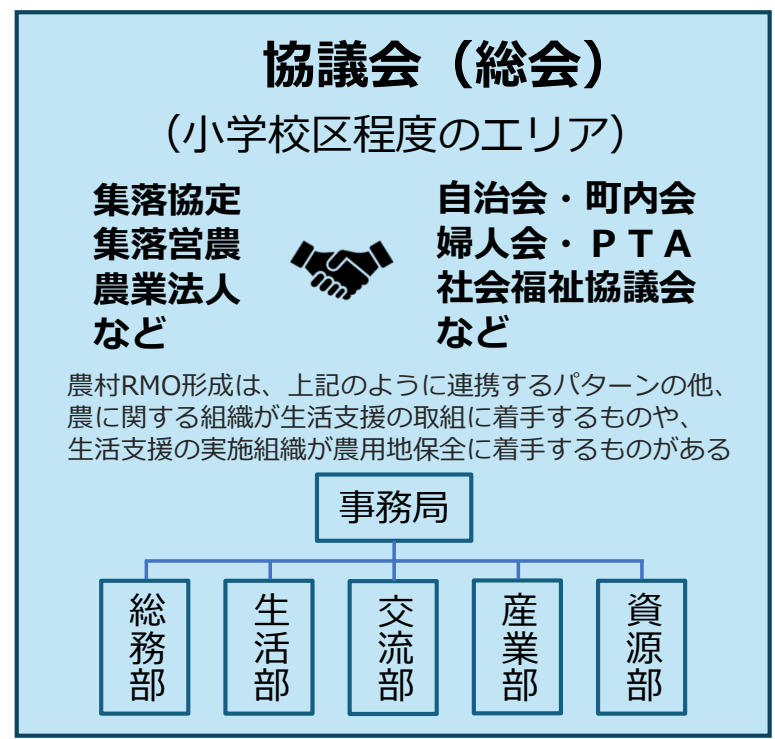 協議会（総会）
（小学校区程度のエリア）
集落協定
集落営農
農業法人
など
自治会・町内会
婦人会・ＰＴＡ
社会福祉協議会
など
農村RMO形成は、上記のように連携するパターンの他、
農に関する組織が生活支援の取組に着手するものや、
生活支援の実施組織が農用地保全に着手するものがある
事務局
総務部
生活部
交流部
産業部
資源部